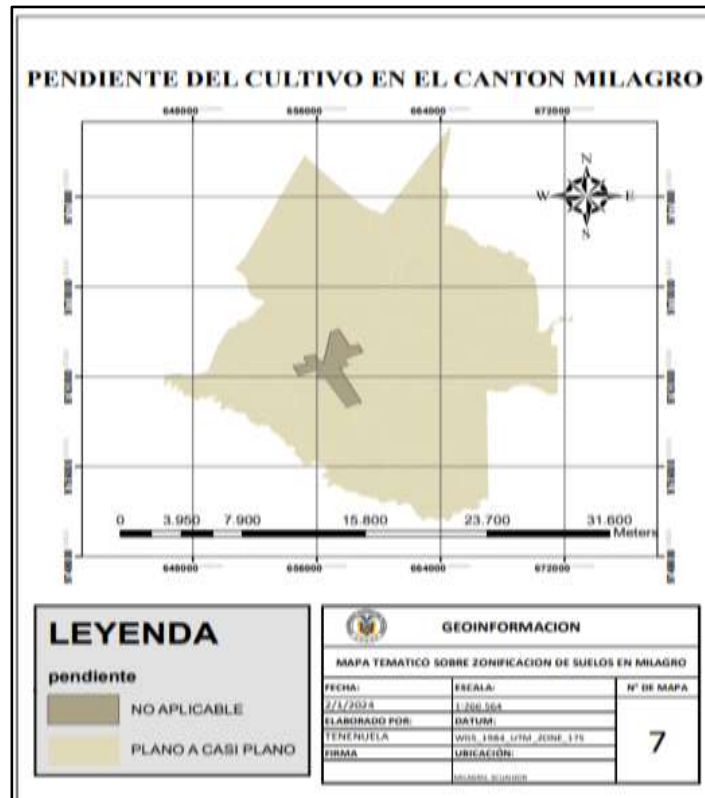 PENDIENTE DEL CULTIVO EN EL CANTON MILAGRO
648000 656000 664000 672000
N
W E
S
0 3.950 7.900 15.800 23.700 31.600
Meters
648000 656000 664000 672000
LEYENDA
pendiente
NO APLICABLE
PLANO A CASI PLANO
GEOINFORMACION
MAPA TEMATICO SOBRE ZONIFICACION DE SUELOS EN MILAGRO
FECHA: ESCALA: N° DE MAPA
2/1/2024
ELABORADO POR: DATUM:
TENENUELA WGS_1984_UTM_ZONE_17S
7
FIRMA UBICACIÓN: